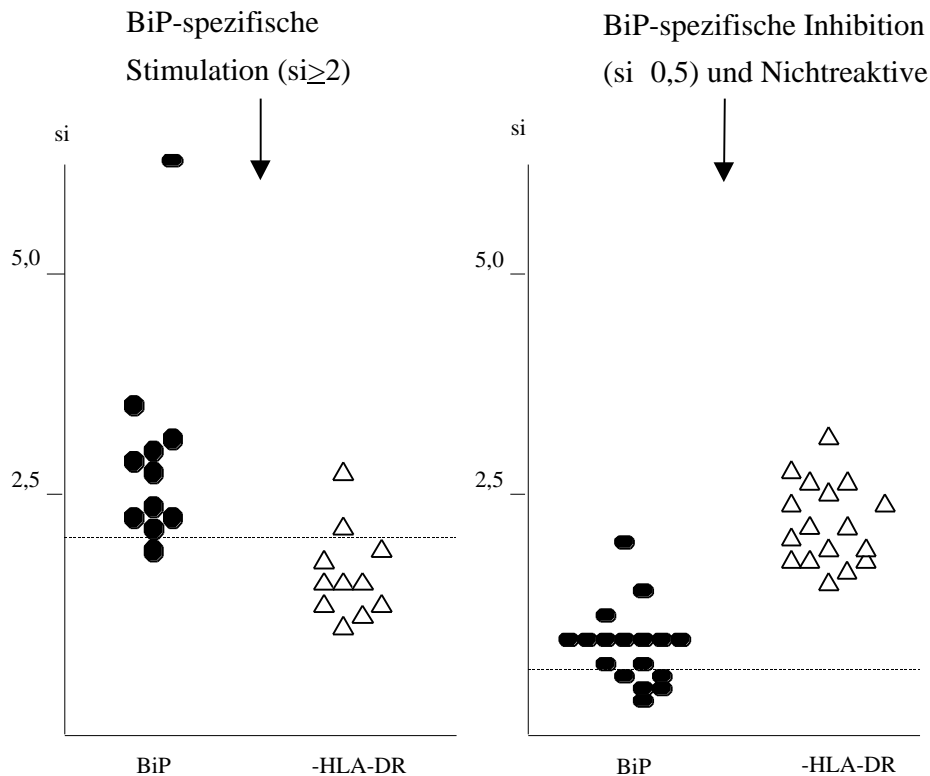 BiP-spezifische
Stimulation (si≥2)
si
5,0
2,5
BiP
-HLA-DR
BiP-spezifische Inhibition
(si 0,5) und Nichtreaktive
si
5,0
2,5
BiP
-HLA-DR